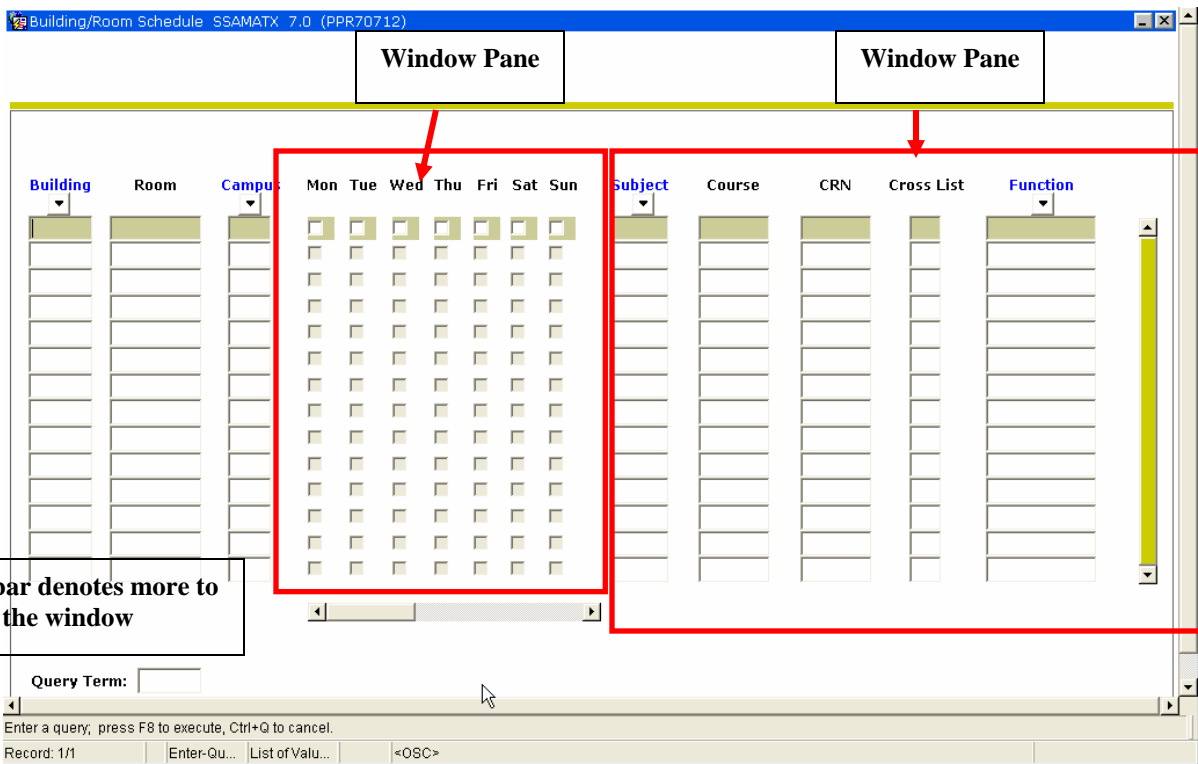 Building/Room Schedule SSAMATX 7.0 (PPR70712)
Window Pane
Window Pane
Building Room Campus Mon Tue Wed Thu Fri Sat Sun Subject Course CRN Cross List Function
bar denotes more to
the window
Query Term:
Enter a query; press F8 to execute, Ctrl+Q to cancel.
Record: 1/1 Enter-Qu... List of Valu... <OSC>